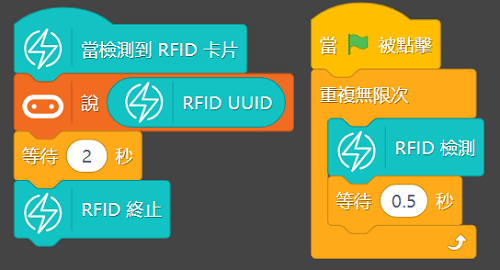 當檢測到 RFID 卡片
說 RFID UUID
等待 2 秒
RFID 終止
當 被點擊
重複無限次
RFID 檢測
等待 0.5 秒